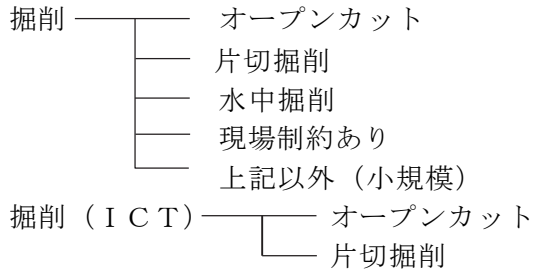 掘削 オープンカット
片切掘削
水中掘削
現場制約あり
上記以外（小規模）
掘削（ＩＣＴ） オープンカット
片切掘削